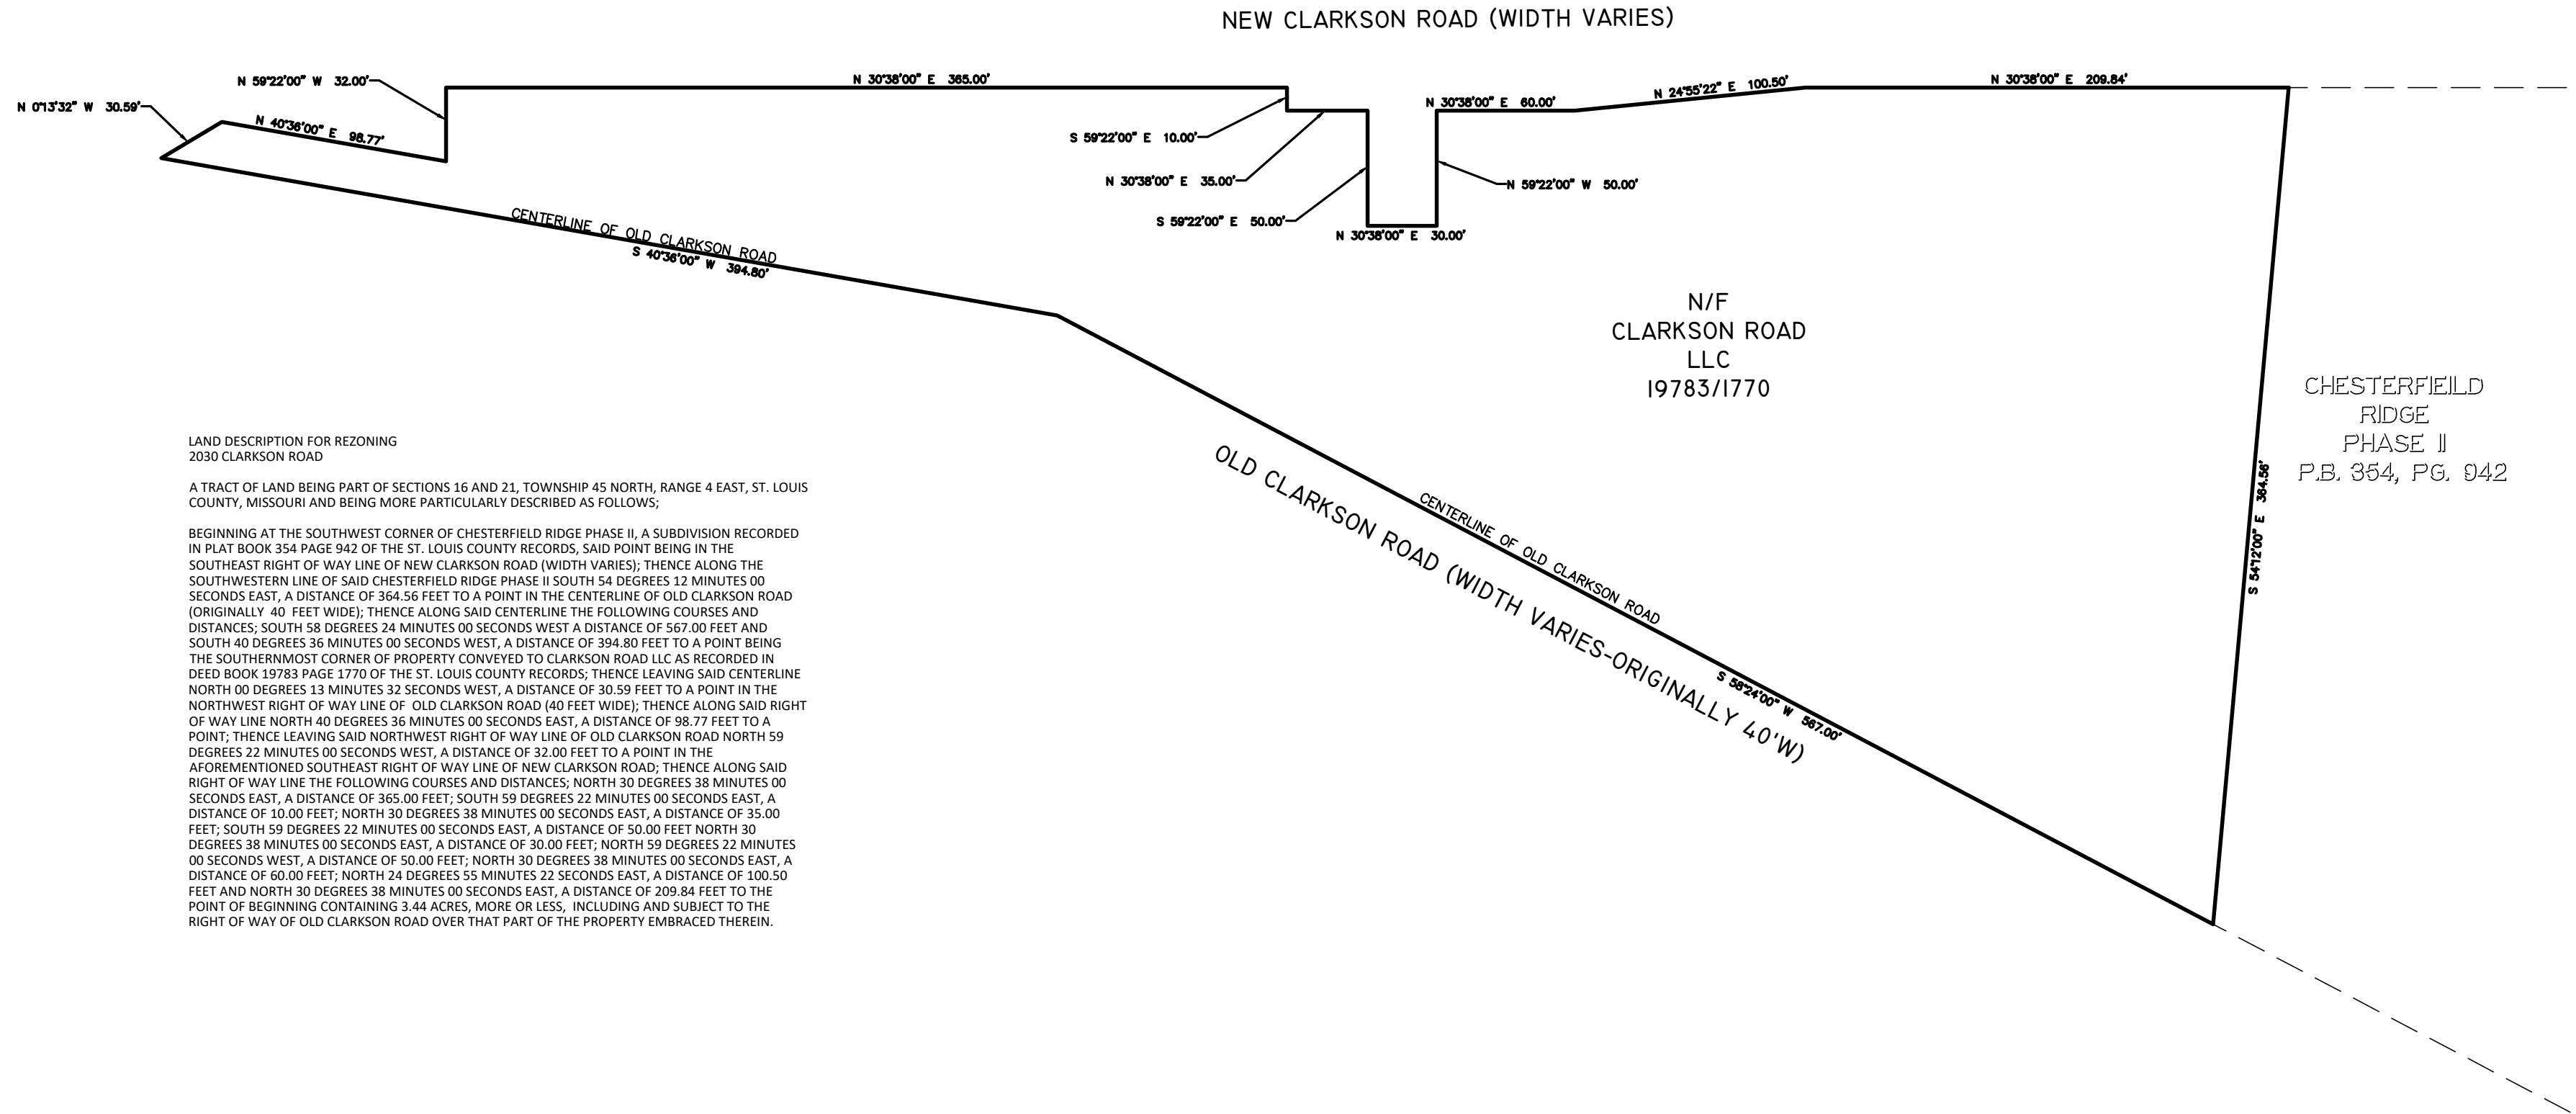 NEW CLARKSON ROAD (WIDTH VARIES)
N 59°22'00" W 32.00'
N 30°38'00" E 365.00'
N 24°55'22" E 100.50'
N 30°38'00" E 209.84'
N 0°13'32" W 30.59'
N 40°36'00" E 98.77'
N 30°38'00" E 60.00'
S 59°22'00" E 10.00'
N 30°38'00" E 35.00'
N 59°22'00" W 50.00'
S 59°22'00" E 50.00'
N 30°38'00" E 30.00'
CENTERLINE OF OLD CLARKSON ROAD
S 40°36'00" W 394.80'
N/F
CLARKSON ROAD
LLC
19783/1770
CHESTERFIEILD
RIDGE
PHASE II
P.B. 354, PG. 942
S 54°12'00" E 364.56'
OLD CLARKSON ROAD (WIDTH VARIES-ORIGINALLY 40'W)
CENTERLINE OF OLD CLARKSON ROAD
S 58°24'00" W 567.00'
LAND DESCRIPTION FOR REZONING
2030 CLARKSON ROAD
A TRACT OF LAND BEING PART OF SECTIONS 16 AND 21, TOWNSHIP 45 NORTH, RANGE 4 EAST, ST. LOUIS
COUNTY, MISSOURI AND BEING MORE PARTICULARLY DESCRIBED AS FOLLOWS;
BEGINNING AT THE SOUTHWEST CORNER OF CHESTERFIELD RIDGE PHASE II, A SUBDIVISION RECORDED
IN PLAT BOOK 354 PAGE 942 OF THE ST. LOUIS COUNTY RECORDS, SAID POINT BEING IN THE
SOUTHEAST RIGHT OF WAY LINE OF NEW CLARKSON ROAD (WIDTH VARIES); THENCE ALONG THE
SOUTHWESTERN LINE OF SAID CHESTERFIELD RIDGE PHASE II SOUTH 54 DEGREES 12 MINUTES 00
SECONDS EAST, A DISTANCE OF 364.56 FEET TO A POINT IN THE CENTERLINE OF OLD CLARKSON ROAD
(ORIGINALLY 40 FEET WIDE); THENCE ALONG SAID CENTERLINE THE FOLLOWING COURSES AND
DISTANCES; SOUTH 58 DEGREES 24 MINUTES 00 SECONDS WEST A DISTANCE OF 567.00 FEET AND
SOUTH 40 DEGREES 36 MINUTES 00 SECONDS WEST, A DISTANCE OF 394.80 FEET TO A POINT BEING
THE SOUTHERNMOST CORNER OF PROPERTY CONVEYED TO CLARKSON ROAD LLC AS RECORDED IN
DEED BOOK 19783 PAGE 1770 OF THE ST. LOUIS COUNTY RECORDS; THENCE LEAVING SAID CENTERLINE
NORTH 00 DEGREES 13 MINUTES 32 SECONDS WEST, A DISTANCE OF 30.59 FEET TO A POINT IN THE
NORTHWEST RIGHT OF WAY LINE OF OLD CLARKSON ROAD (40 FEET WIDE); THENCE ALONG SAID RIGHT
OF WAY LINE NORTH 40 DEGREES 36 MINUTES 00 SECONDS EAST, A DISTANCE OF 98.77 FEET TO A
POINT; THENCE LEAVING SAID NORTHWEST RIGHT OF WAY LINE OF OLD CLARKSON ROAD NORTH 59
DEGREES 22 MINUTES 00 SECONDS WEST, A DISTANCE OF 32.00 FEET TO A POINT IN THE
AFOREMENTIONED SOUTHEAST RIGHT OF WAY LINE OF NEW CLARKSON ROAD; THENCE ALONG SAID
RIGHT OF WAY LINE THE FOLLOWING COURSES AND DISTANCES; NORTH 30 DEGREES 38 MINUTES 00
SECONDS EAST, A DISTANCE OF 365.00 FEET; SOUTH 59 DEGREES 22 MINUTES 00 SECONDS EAST, A
DISTANCE OF 10.00 FEET; NORTH 30 DEGREES 38 MINUTES 00 SECONDS EAST, A DISTANCE OF 35.00
FEET; SOUTH 59 DEGREES 22 MINUTES 00 SECONDS EAST, A DISTANCE OF 50.00 FEET NORTH 30
DEGREES 38 MINUTES 00 SECONDS EAST, A DISTANCE OF 30.00 FEET; NORTH 59 DEGREES 22 MINUTES
00 SECONDS WEST, A DISTANCE OF 50.00 FEET; NORTH 30 DEGREES 38 MINUTES 00 SECONDS EAST, A
DISTANCE OF 60.00 FEET; NORTH 24 DEGREES 55 MINUTES 22 SECONDS EAST, A DISTANCE OF 100.50
FEET AND NORTH 30 DEGREES 38 MINUTES 00 SECONDS EAST, A DISTANCE OF 209.84 FEET TO THE
POINT OF BEGINNING CONTAINING 3.44 ACRES, MORE OR LESS, INCLUDING AND SUBJECT TO THE
RIGHT OF WAY OF OLD CLARKSON ROAD OVER THAT PART OF THE PROPERTY EMBRACED THEREIN.